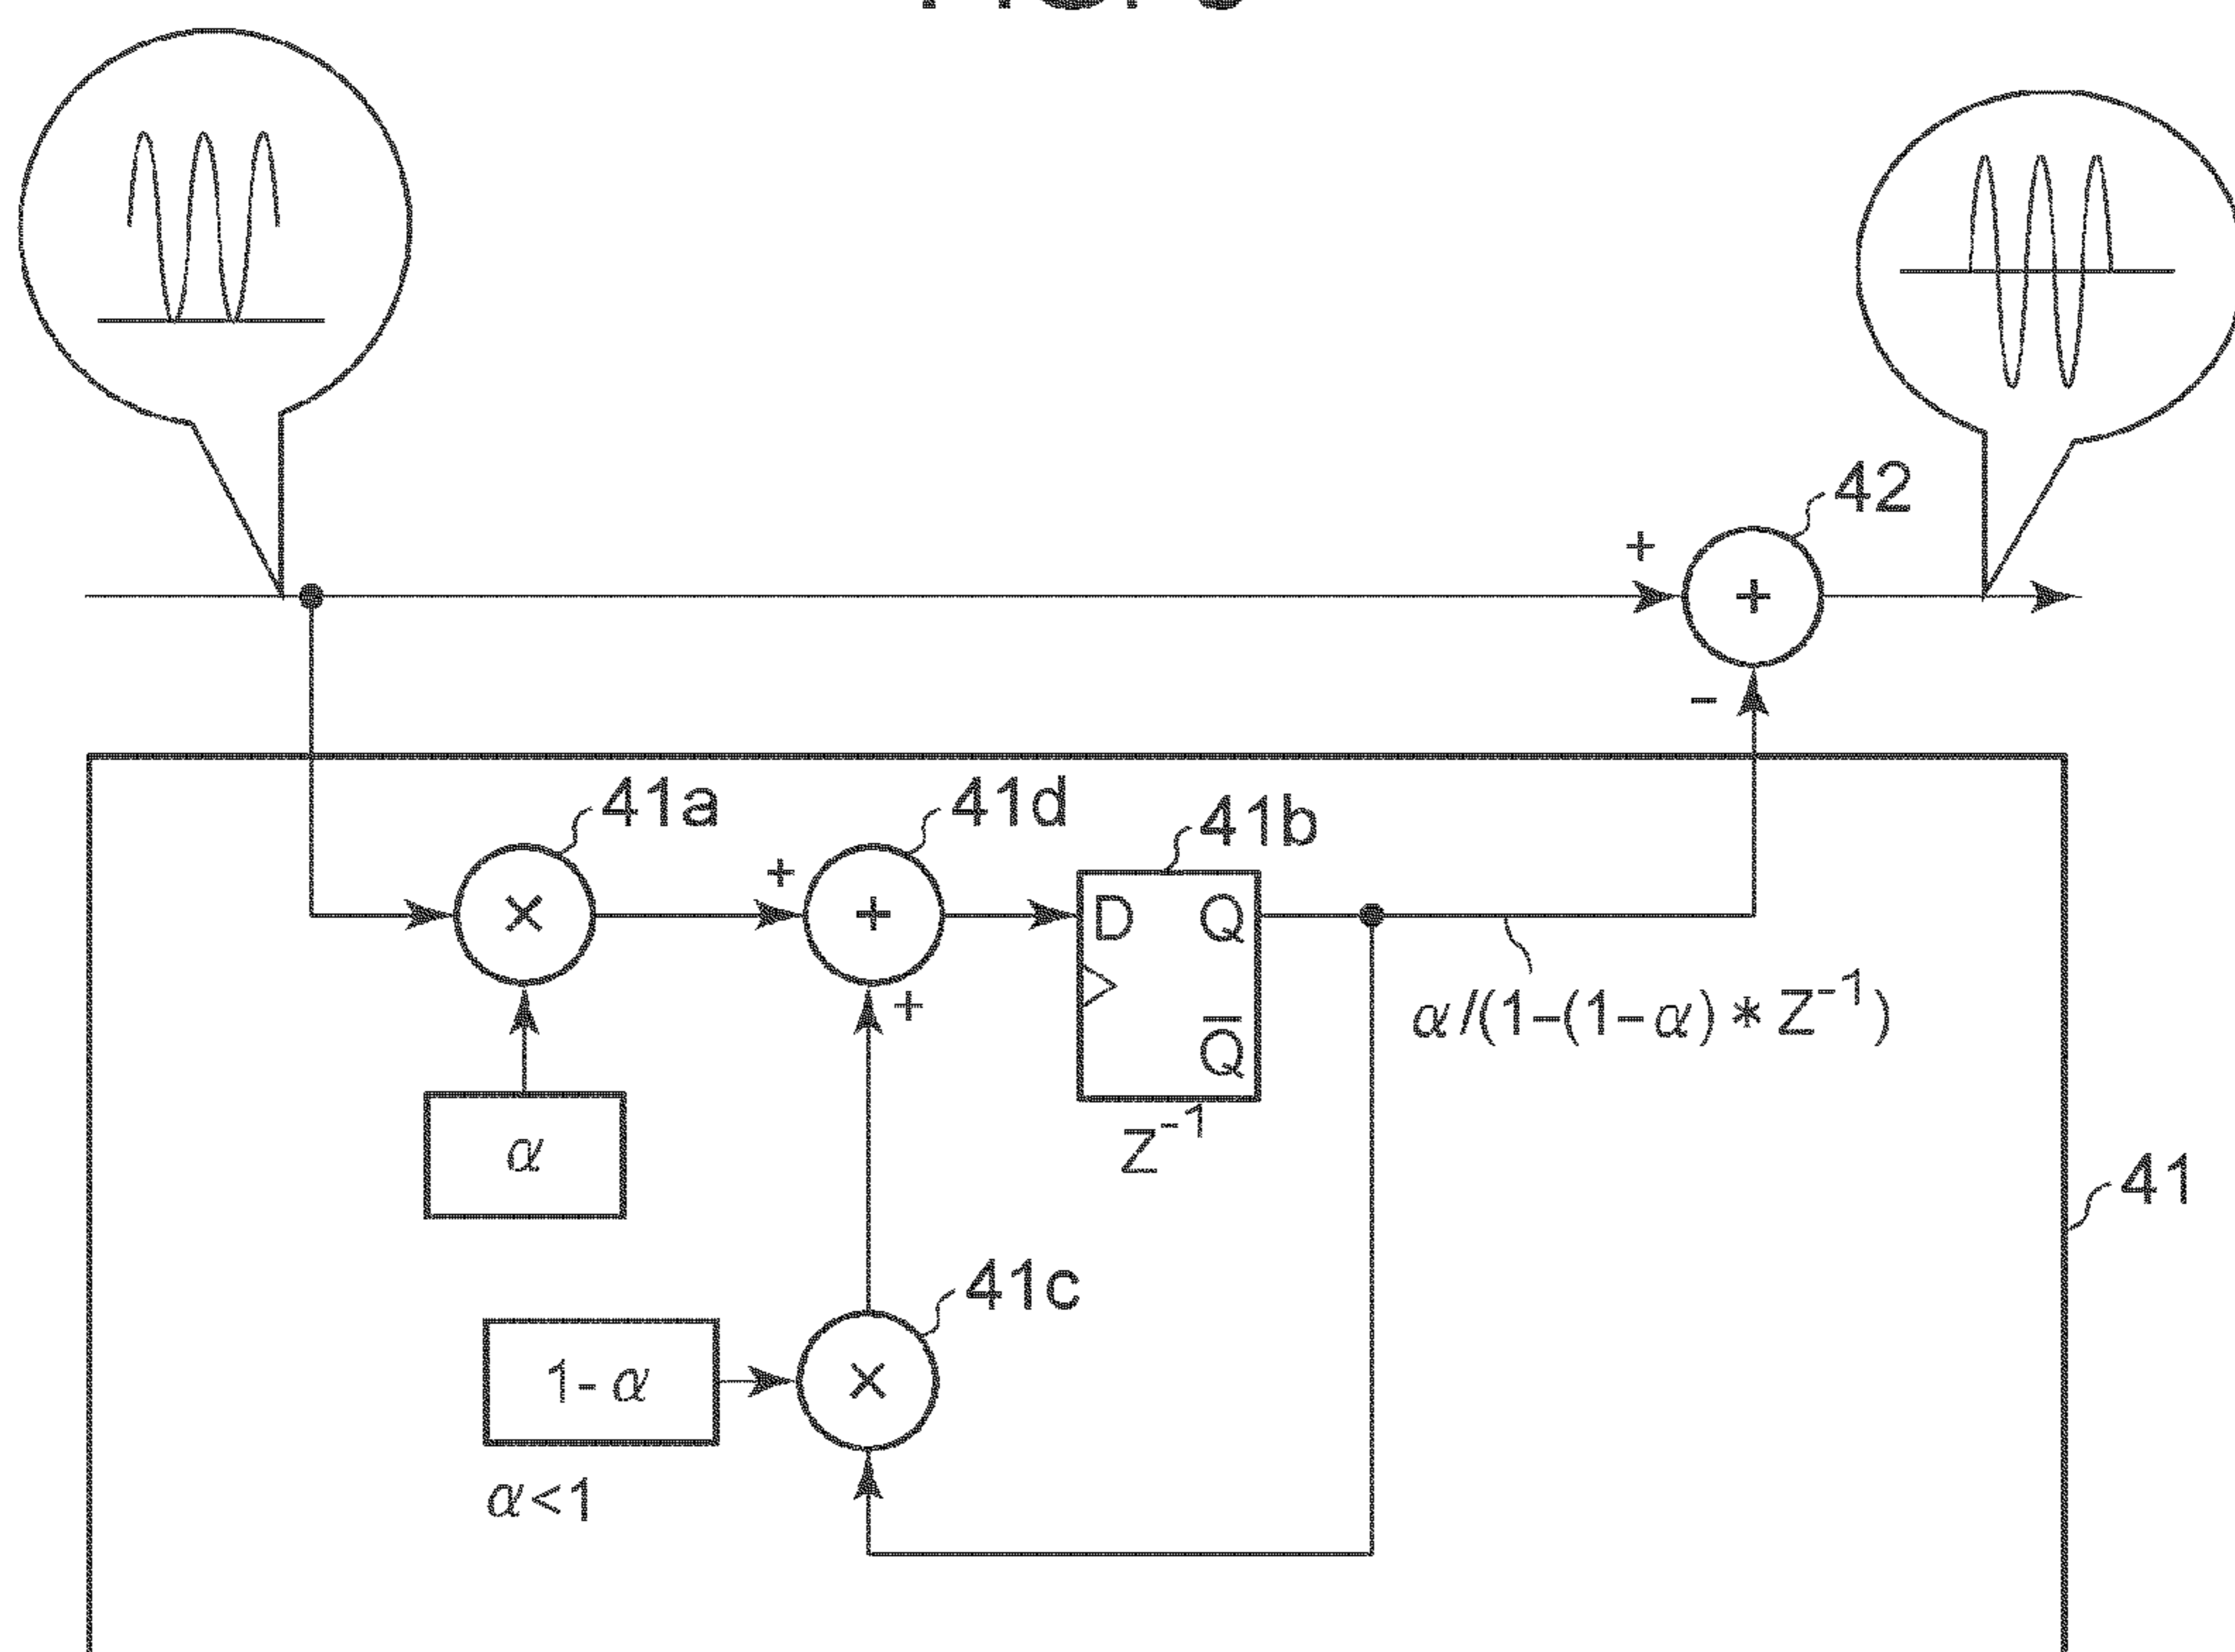 42
+
+
-
41a
41d
41b
×
+
+
+
D Q
Q̅
Z⁻¹
α/(1-(1-α)*Z⁻¹)
α
41
41c
1-α
×
α<1